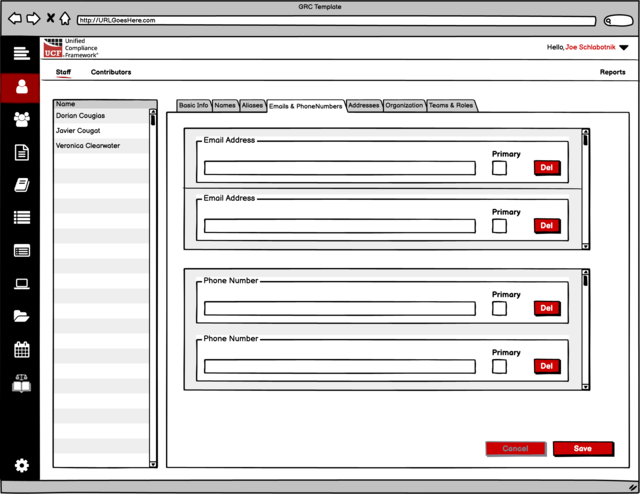 GRC Template
http://URLGoesHere.com
UCF
Unified
Compliance
Framework®
Hello, Joe Schlobotnik
Staff
Contributors
Reports
Name
Dorian Cougias
Javier Cougat
Veronica Clearwater
Basic Info
Names
Aliases
Emails & PhoneNumbers
Addresses
Organization
Teams & Roles
Email Address
Primary
Del
Email Address
Primary
Del
Phone Number
Primary
Del
Phone Number
Primary
Del
Cancel
Save